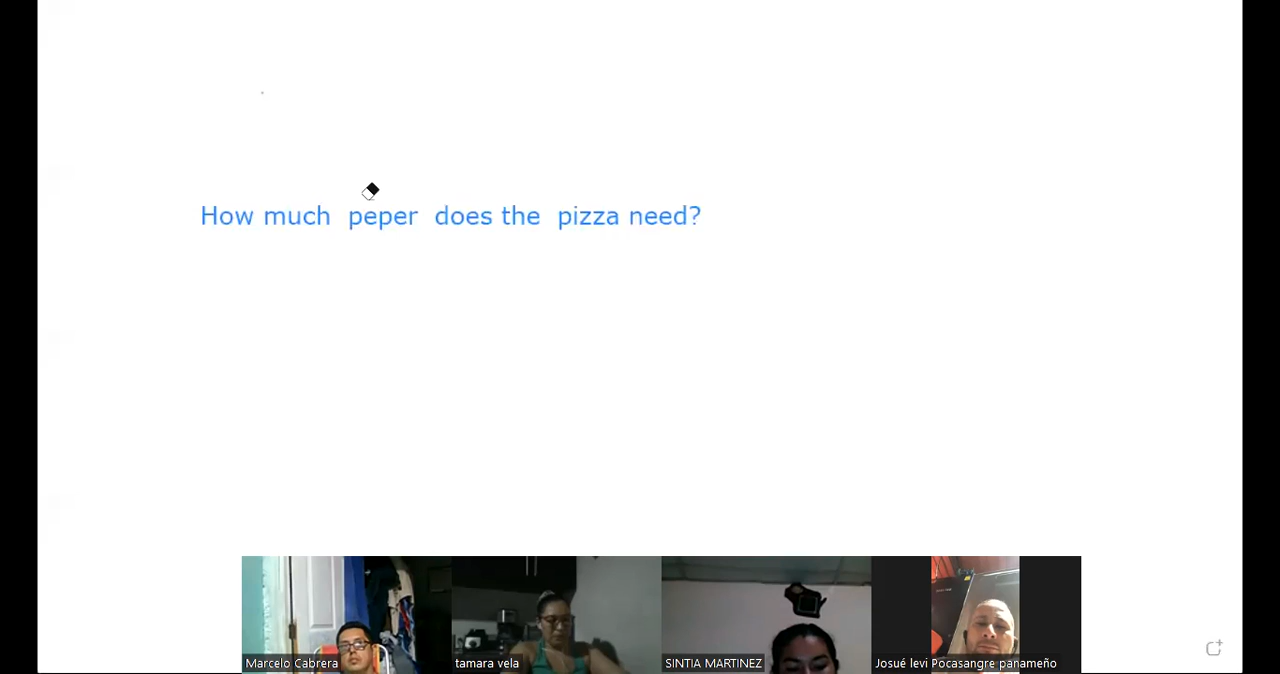 How much peper does the pizza need?
Marcelo Cabrera
tamara vela
SINTIA MARTINEZ
Josué levi Pocasangre panameño